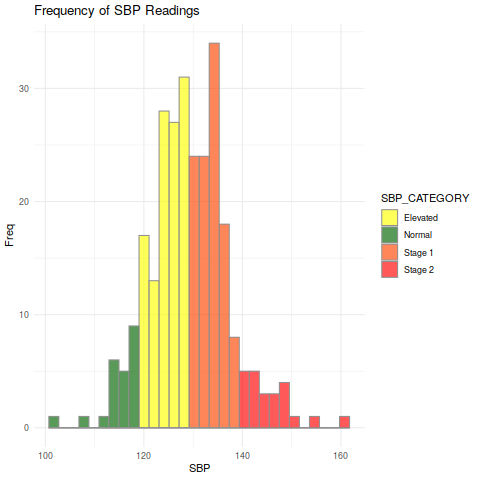 Frequency of SBP Readings
30
20
10
0
Freq
100
120
140
160
SBP
SBP_CATEGORY
Elevated
Normal
Stage 1
Stage 2